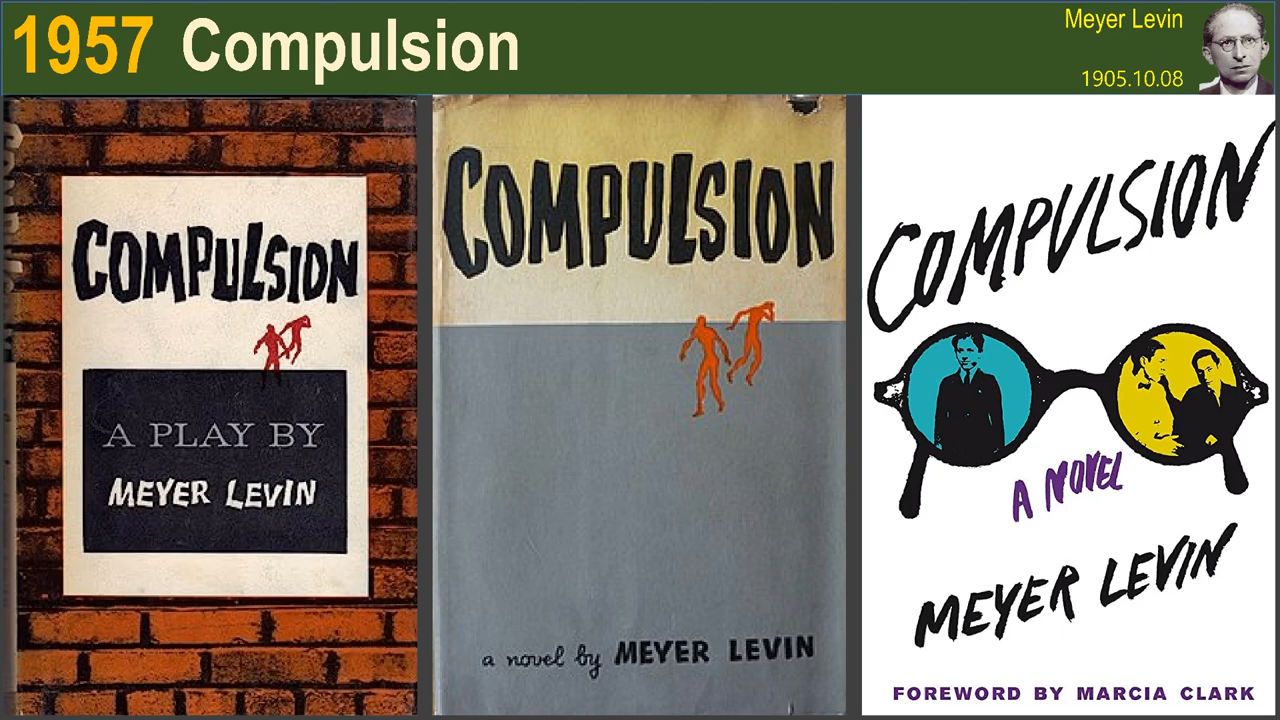 1957 Compulsion
Meyer Levin
1905.10.08
COMPULSION
A PLAY BY
MEYER LEVIN
COMPULSION
a novel by MEYER LEVIN
COMPULSION
A NOVEL
MEYER LEVIN
FOREWORD BY MARCIA CLARK